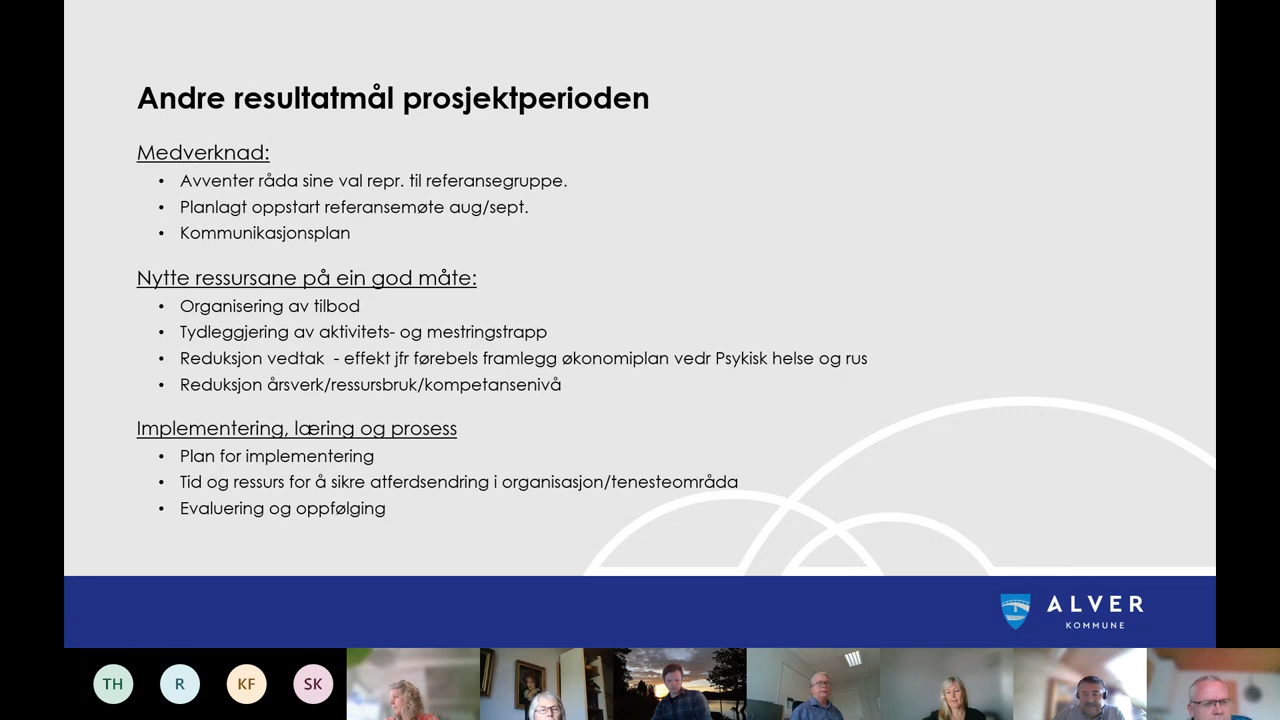 Andre resultatmål prosjektperioden
Medverknad:
• Avventer råda sine val repr. til referansegruppe.
• Planlagt oppstart referansemøte aug/sept.
• Kommunikasjonsplan
Nytte ressursane på ein god måte:
• Organisering av tilbod
• Tydleggjering av aktivitets- og mestringstrapp
• Reduksjon vedtak - effekt jfr førebels framlegg økonomiplan vedr Psykisk helse og rus
• Reduksjon årsverk/ressursbruk/kompetansenivå
Implementering, læring og prosess
• Plan for implementering
• Tid og ressurs for å sikre atferdsendring i organisasjon/tenesteområda
• Evaluering og oppfølging
ALVER
KOMMUNE
TH R KF SK